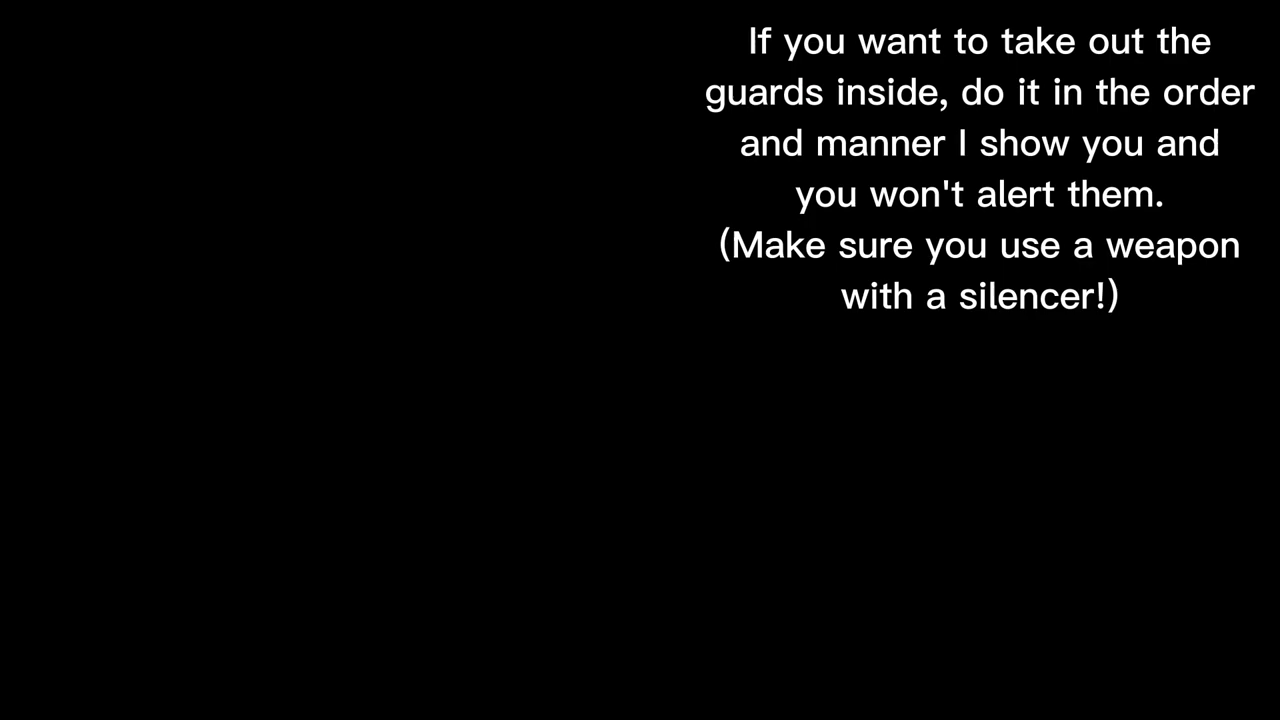 If you want to take out the
guards inside, do it in the order
and manner I show you and
you won't alert them.
(Make sure you use a weapon
with a silencer!)